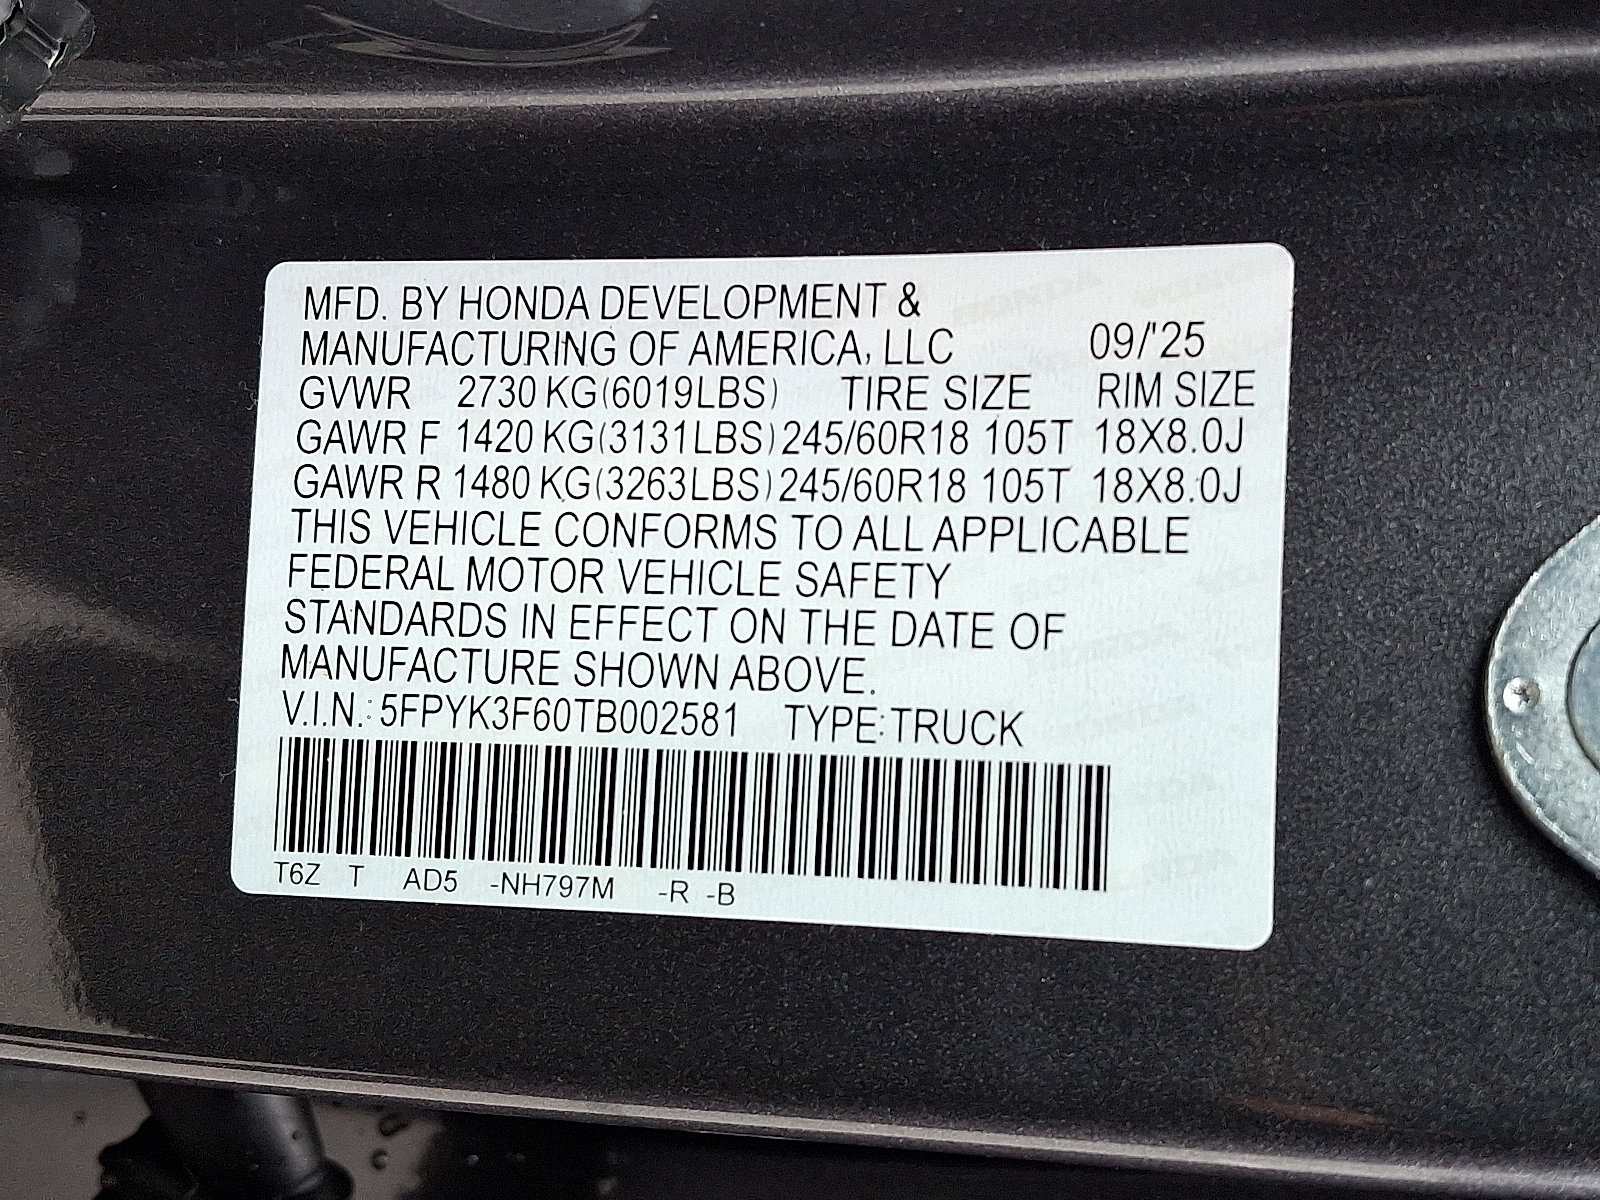 MFD. BY HONDA DEVELOPMENT &
MANUFACTURING OF AMERICA, LLC 09/'25
GVWR 2730 KG(6019LBS) TIRE SIZE RIM SIZE
GAWR F 1420 KG(3131LBS) 245/60R18 105T 18X8.0J
GAWR R 1480 KG(3263LBS) 245/60R18 105T 18X8.0J
THIS VEHICLE CONFORMS TO ALL APPLICABLE
FEDERAL MOTOR VEHICLE SAFETY
STANDARDS IN EFFECT ON THE DATE OF
MANUFACTURE SHOWN ABOVE.
V.I.N.: 5FPYK3F60TB002581 TYPE:TRUCK
T6Z T AD5 -NH797M -R -B